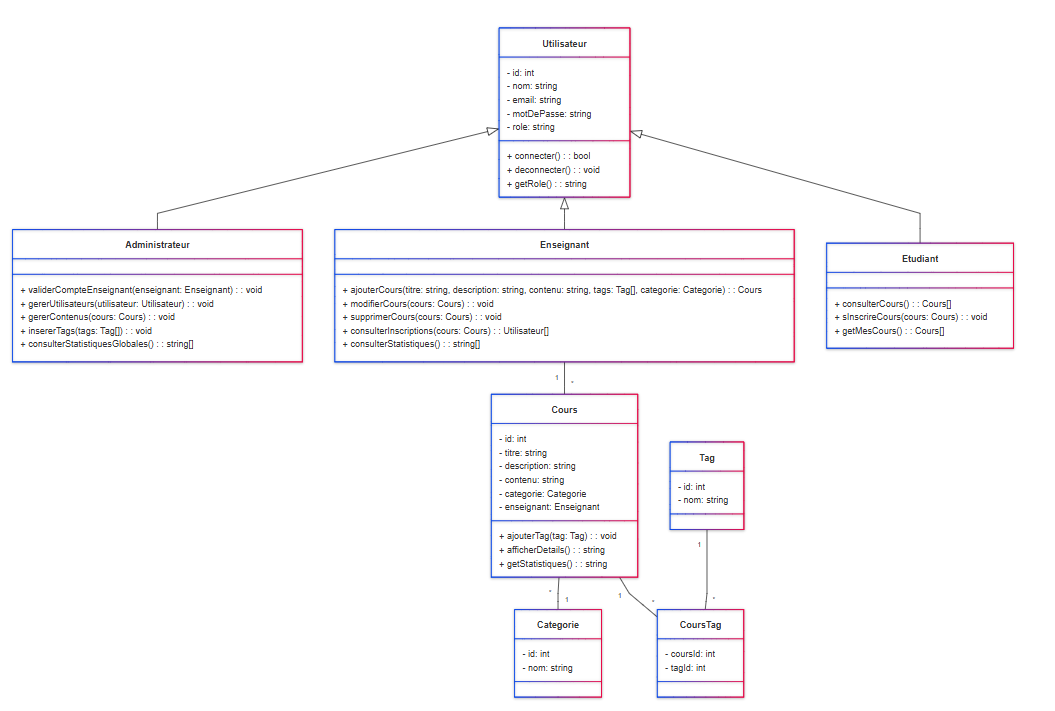 Utilisateur
- id: int
- nom: string
- email: string
- motDePasse: string
- role: string
+ connecter() : : bool
+ deconnecter() : : void
+ getRole() : : string
Administrateur
+ validerCompteEnseignant(enseignant: Enseignant) : : void
+ gererUtilisateurs(utilisateur: Utilisateur) : : void
+ gererContenus(cours: Cours) : : void
+ insererTags(tags: Tag[]) : : void
+ consulterStatistiquesGlobales() : : string[]
Enseignant
+ ajouterCours(titre: string, description: string, contenu: string, tags: Tag[], categorie: Categorie) : : Cours
+ modifierCours(cours: Cours) : : void
+ supprimerCours(cours: Cours) : : void
+ consulterInscriptions(cours: Cours) : : Utilisateur[]
+ consulterStatistiques() : : string[]
Etudiant
+ consulterCours() : : Cours[]
+ sInscrireCours(cours: Cours) : : void
+ getMesCours() : : Cours[]
1
*
Cours
- id: int
- titre: string
- description: string
- contenu: string
- categorie: Categorie
- enseignant: Enseignant
+ ajouterTag(tag: Tag) : : void
+ afficherDetails() : : string
+ getStatistiques() : : string
Tag
- id: int
- nom: string
1
*
*
1
1
*
Categorie
- id: int
- nom: string
CoursTag
- coursId: int
- tagId: int